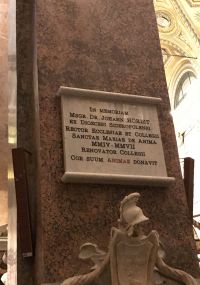 IN MEMORIAM
MSGR. DR. JOHANN HÖRIST
EX DIOECESI SIDEROPOLENSI
RECTOR ECCLESIAE ET COLLEGII
SANCTAE MARIAE DE ANIMA
MMIV-MMVII
RENOVATOR COLLEGII
COR SUUM ANIMAE DONAVIT